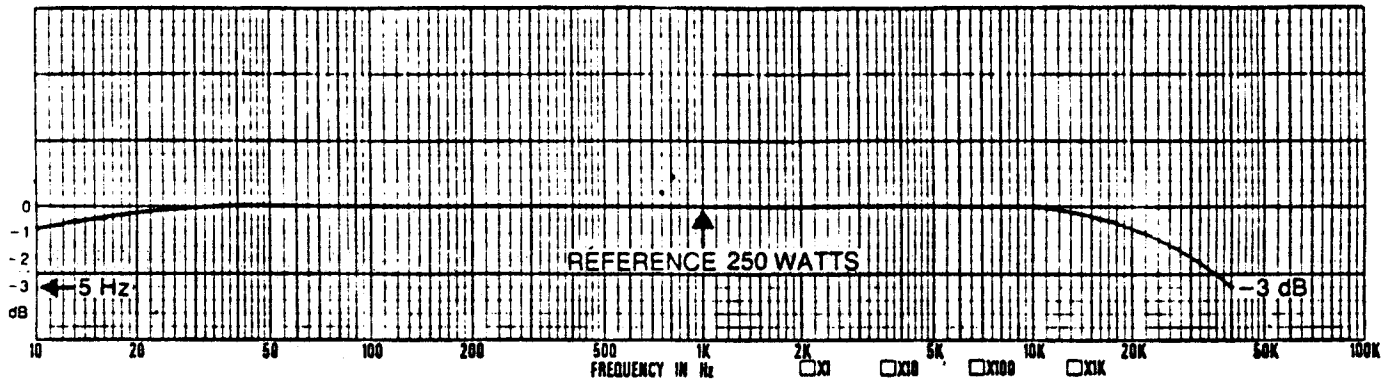 0
-1
-2
-3
dB
5 Hz
REFERENCE 250 WATTS
-3 dB
10 20 50 100 200 500 1K 2K 5K 10K 20K 50K 100K
FREQUENCY IN Hz □X1 □X10 □X100 □X1K